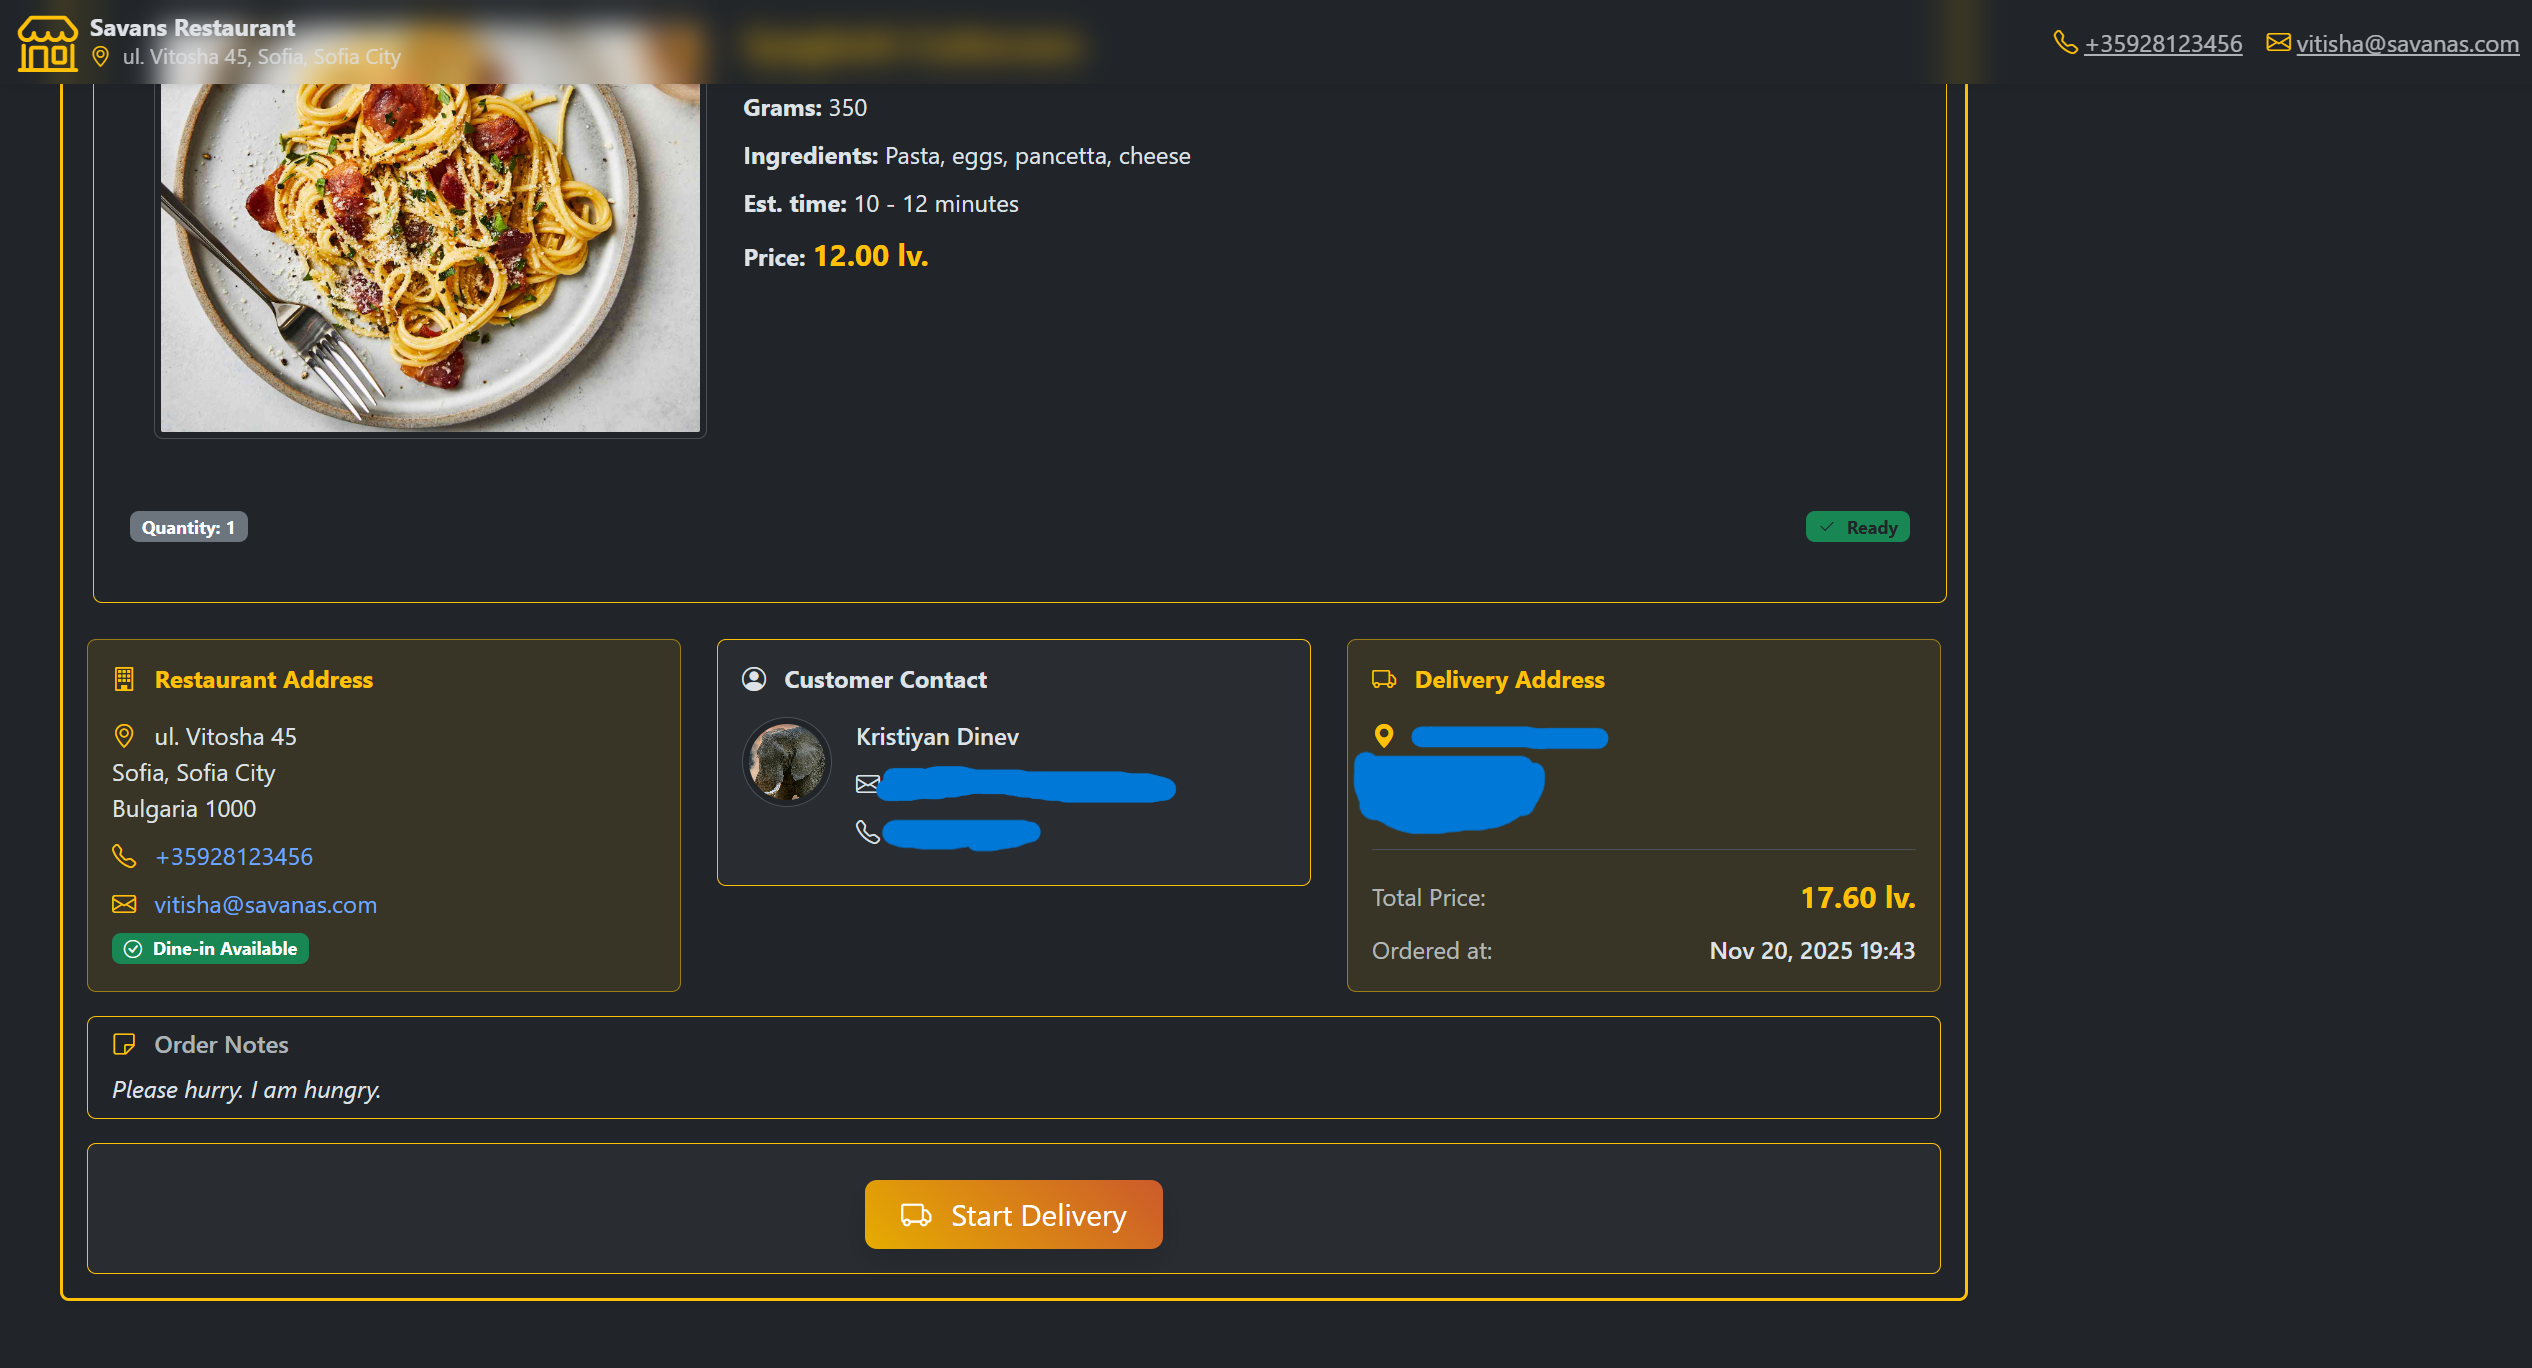 Savans Restaurant
ul. Vitosha 45, Sofia, Sofia City
+35928123456
vitisha@savanas.com
Grams: 350
Ingredients: Pasta, eggs, pancetta, cheese
Est. time: 10 - 12 minutes
Price: 12.00 lv.
Quantity: 1
Ready
Restaurant Address
ul. Vitosha 45
Sofia, Sofia City
Bulgaria 1000
+35928123456
vitisha@savanas.com
Dine-in Available
Customer Contact
Kristiyan Dinev
Delivery Address
Total Price: 17.60 lv.
Ordered at: Nov 20, 2025 19:43
Order Notes
Please hurry. I am hungry.
Start Delivery